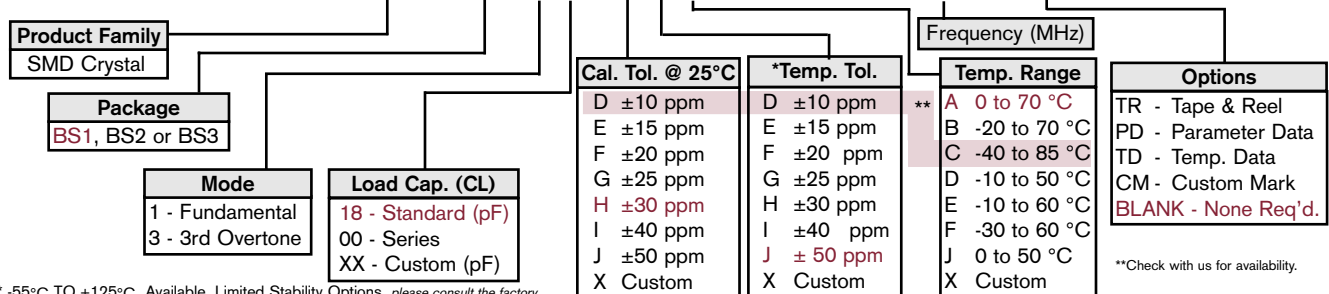 Product Family
SMD Crystal
Package
BS1, BS2 or BS3
Mode
1 - Fundamental
3 - 3rd Overtone
Load Cap. (CL)
18 - Standard (pF)
00 - Series
XX - Custom (pF)
Cal. Tol. @ 25°C
D ±10 ppm
E ±15 ppm
F ±20 ppm
G ±25 ppm
H ±30 ppm
I ±40 ppm
J ±50 ppm
X Custom
*Temp. Tol.
D ±10 ppm
E ±15 ppm
F ±20 ppm
G ±25 ppm
H ±30 ppm
I ±40 ppm
J ± 50 ppm
X Custom
Frequency (MHz)
Temp. Range
** A 0 to 70 °C
B -20 to 70 °C
C -40 to 85 °C
D -10 to 50 °C
E -10 to 60 °C
F -30 to 60 °C
J 0 to 50 °C
X Custom
Options
TR - Tape & Reel
PD - Parameter Data
TD - Temp. Data
CM - Custom Mark
BLANK - None Req'd.
**Check with us for availability.
* -55°C TO +125°C Available, Limited Stability Options, please consult the factory